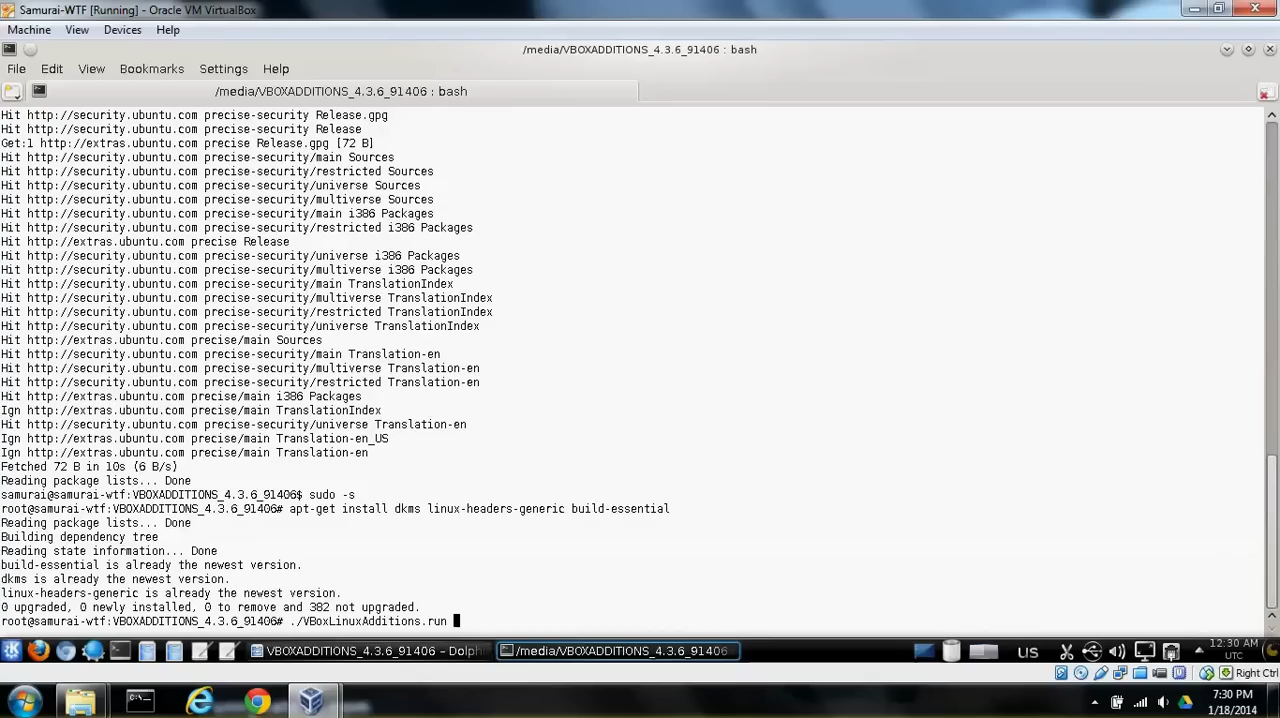 Samurai-WTF [Running] - Oracle VM VirtualBox
Machine View Devices Help
/media/VBOXADDITIONS_4.3.6_91406 : bash
File Edit View Bookmarks Settings Help
/media/VBOXADDITIONS_4.3.6_91406 : bash
Hit http://security.ubuntu.com precise-security Release.gpg
Hit http://security.ubuntu.com precise-security Release
Get:1 http://extras.ubuntu.com precise Release.gpg [72 B]
Hit http://security.ubuntu.com precise-security/main Sources
Hit http://security.ubuntu.com precise-security/restricted Sources
Hit http://security.ubuntu.com precise-security/universe Sources
Hit http://security.ubuntu.com precise-security/multiverse Sources
Hit http://security.ubuntu.com precise-security/main i386 Packages
Hit http://security.ubuntu.com precise-security/restricted i386 Packages
Hit http://extras.ubuntu.com precise Release
Hit http://security.ubuntu.com precise-security/universe i386 Packages
Hit http://security.ubuntu.com precise-security/multiverse i386 Packages
Hit http://security.ubuntu.com precise-security/main TranslationIndex
Hit http://security.ubuntu.com precise-security/multiverse TranslationIndex
Hit http://security.ubuntu.com precise-security/restricted TranslationIndex
Hit http://security.ubuntu.com precise-security/universe TranslationIndex
Hit http://extras.ubuntu.com precise/main Sources
Hit http://security.ubuntu.com precise-security/main Translation-en
Hit http://security.ubuntu.com precise-security/multiverse Translation-en
Hit http://security.ubuntu.com precise-security/restricted Translation-en
Hit http://extras.ubuntu.com precise/main i386 Packages
Ign http://extras.ubuntu.com precise/main TranslationIndex
Hit http://security.ubuntu.com precise-security/universe Translation-en
Ign http://extras.ubuntu.com precise/main Translation-en_US
Ign http://extras.ubuntu.com precise/main Translation-en
Fetched 72 B in 10s (6 B/s)
Reading package lists... Done
samurai@samurai-wtf:VBOXADDITIONS_4.3.6_91406$ sudo -s
root@samurai-wtf:VBOXADDITIONS_4.3.6_91406# apt-get install dkms linux-headers-generic build-essential
Reading package lists... Done
Building dependency tree
Reading state information... Done
build-essential is already the newest version.
dkms is already the newest version.
linux-headers-generic is already the newest version.
0 upgraded, 0 newly installed, 0 to remove and 382 not upgraded.
root@samurai-wtf:VBOXADDITIONS_4.3.6_91406# ./VBoxLinuxAdditions.run
VBOXADDITIONS_4.3.6_91406 – Dolph /media/VBOXADDITIONS_4.3.6_91406 US 12:30 AM
UTC
Right Ctrl
7:30 PM
1/18/2014